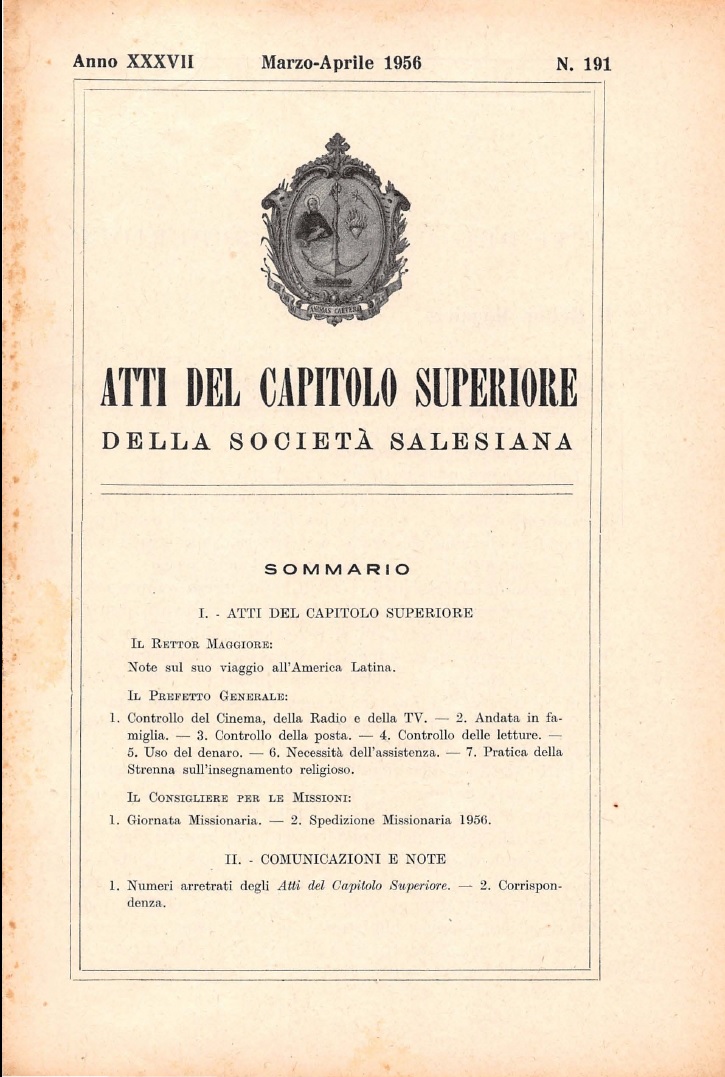 Anno XXXVII Marzo-Aprile 1956 N. 191
ATTI DEL CAPITOLO SUPERIORE
DELLA SOCIETÀ SALESIANA
SOMMARIO
I. - ATTI DEL CAPITOLO SUPERIORE
IL RETTOR MAGGIORE:
Note sul suo viaggio all'America Latina.
IL PREFETTO GENERALE:
1. Controllo del Cinema, della Radio e della TV. — 2. Andata in fa-
miglia. — 3. Controllo della posta. — 4. Controllo delle letture. —
5. Uso del denaro. — 6. Necessità dell'assistenza. — 7. Pratica della
Strenna sull'insegnamento religioso.
IL CONSIGLIERE PER LE MISSIONI:
1. Giornata Missionaria. — 2. Spedizione Missionaria 1956.
II. - COMUNICAZIONI E NOTE
1. Numeri arretrati degli Atti del Capitolo Superiore. — 2. Corrispon-
denza.